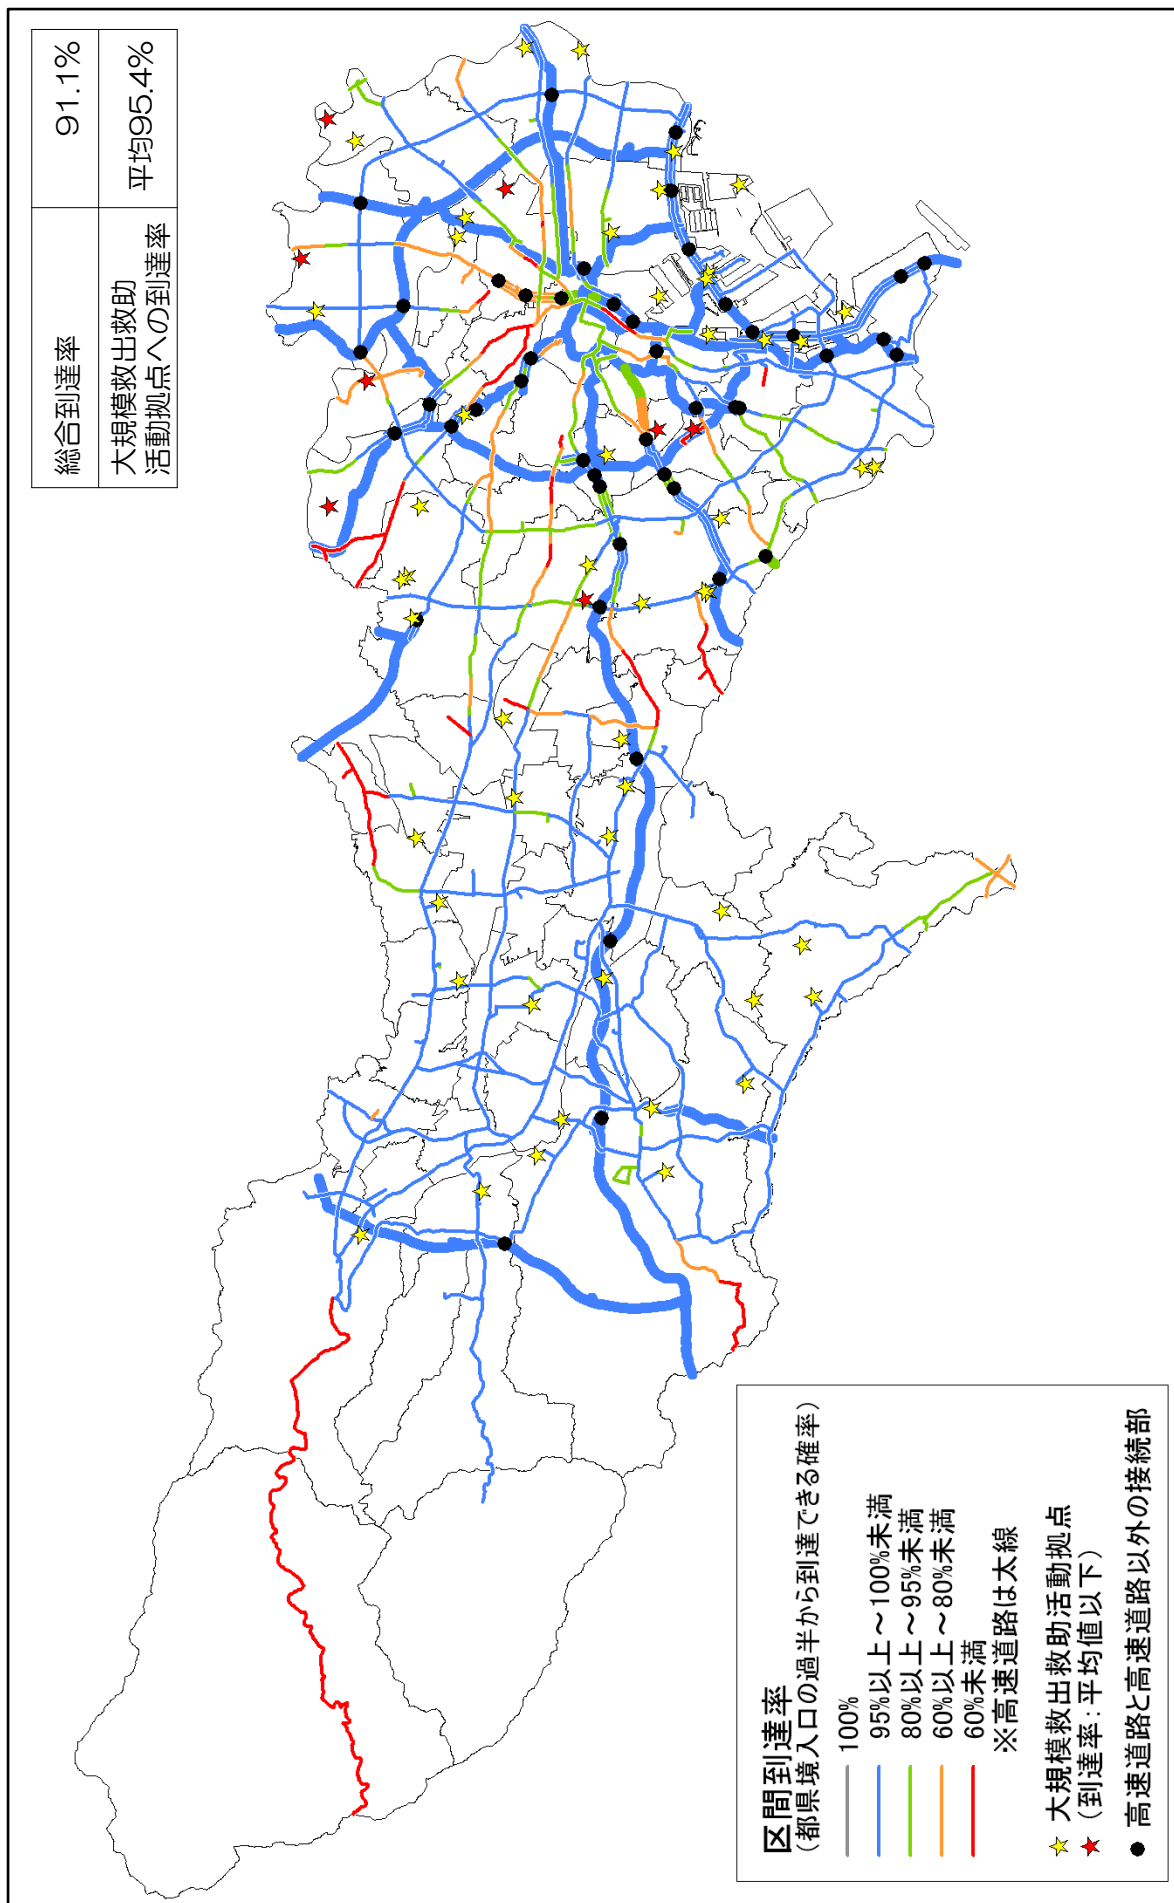 総合到達率
91.1%
大規模救出救助
活動拠点への到達率
平均95.4%
区間到達率
(都県境入口の過半から到達できる確率)
100%
95%以上~100%未満
80%以上~95%未満
60%以上~80%未満
60%未満
※高速道路は太線
大規模救出救助活動拠点
(到達率:平均値以下)
高速道路と高速道路以外の接続部